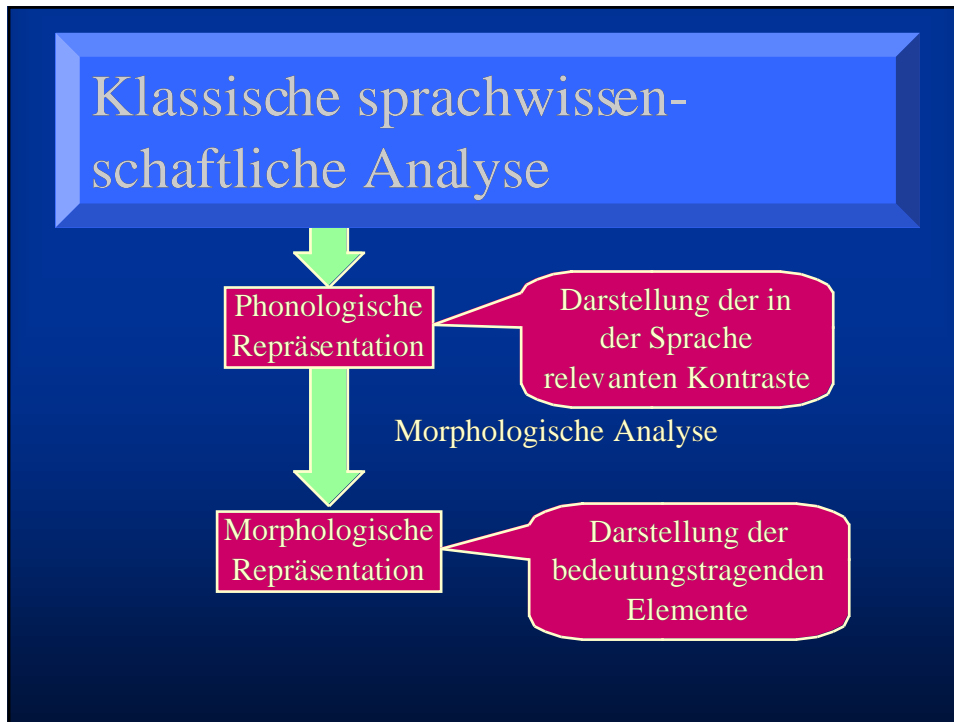 Klassische sprachwissen-
schaftliche Analyse
Phonologische
Repräsentation
Darstellung der in
der Sprache
relevanten Kontraste
Morphologische Analyse
Morphologische
Repräsentation
Darstellung der
bedeutungstragenden
Elemente